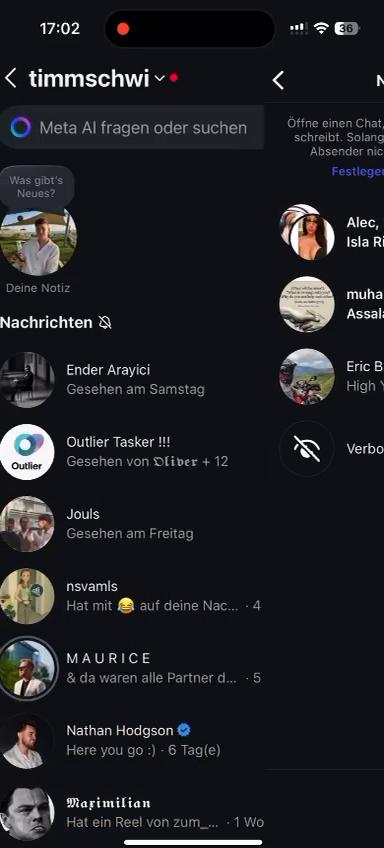 17:02
36
timmschwi
Meta AI fragen oder suchen
Was gibt's
Neues?
Deine Notiz
Nachrichten
Ender Arayici
Gesehen am Samstag
Outlier
Outlier Tasker !!!
Gesehen von 𝕺𝖑𝖎𝖛𝖊𝖗 + 12
Jouls
Gesehen am Freitag
nsvamls
Hat mit 😂 auf deine Nac... · 4
M A U R I C E
& da waren alle Partner d... · 5
Nathan Hodgson
Here you go :) · 6 Tag(e)
𝕸𝖆𝖝𝖎𝖒𝖎𝖑𝖎𝖆𝖓
Hat ein Reel von zum_... · 1 Wo
N
Öffne einen Chat,
schreibt. Solang
Absender nic
Festleger
Alec,
Isla Ri
muha
Assala
Eric B
High Y
Verbo